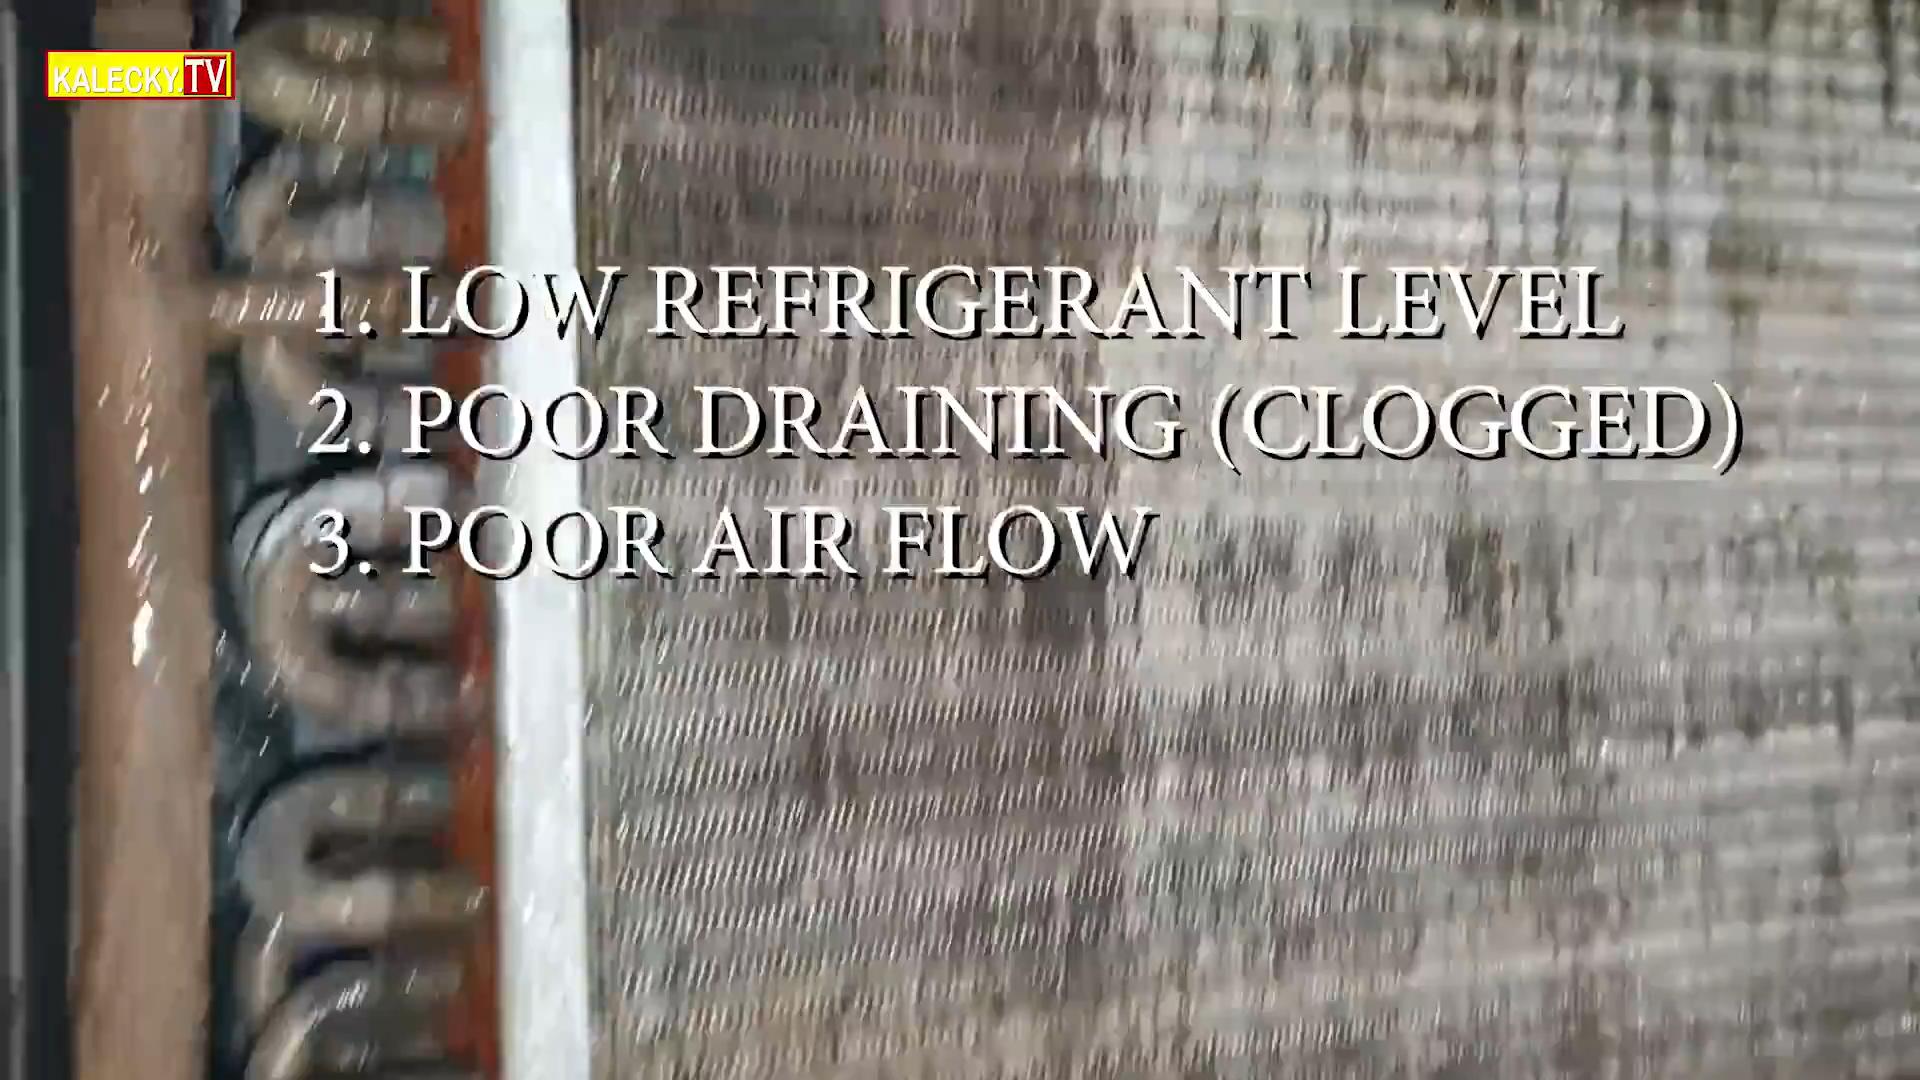 KALECKY.TV
1. LOW REFRIGERANT LEVEL
2. POOR DRAINING (CLOGGED)
3. POOR AIR FLOW